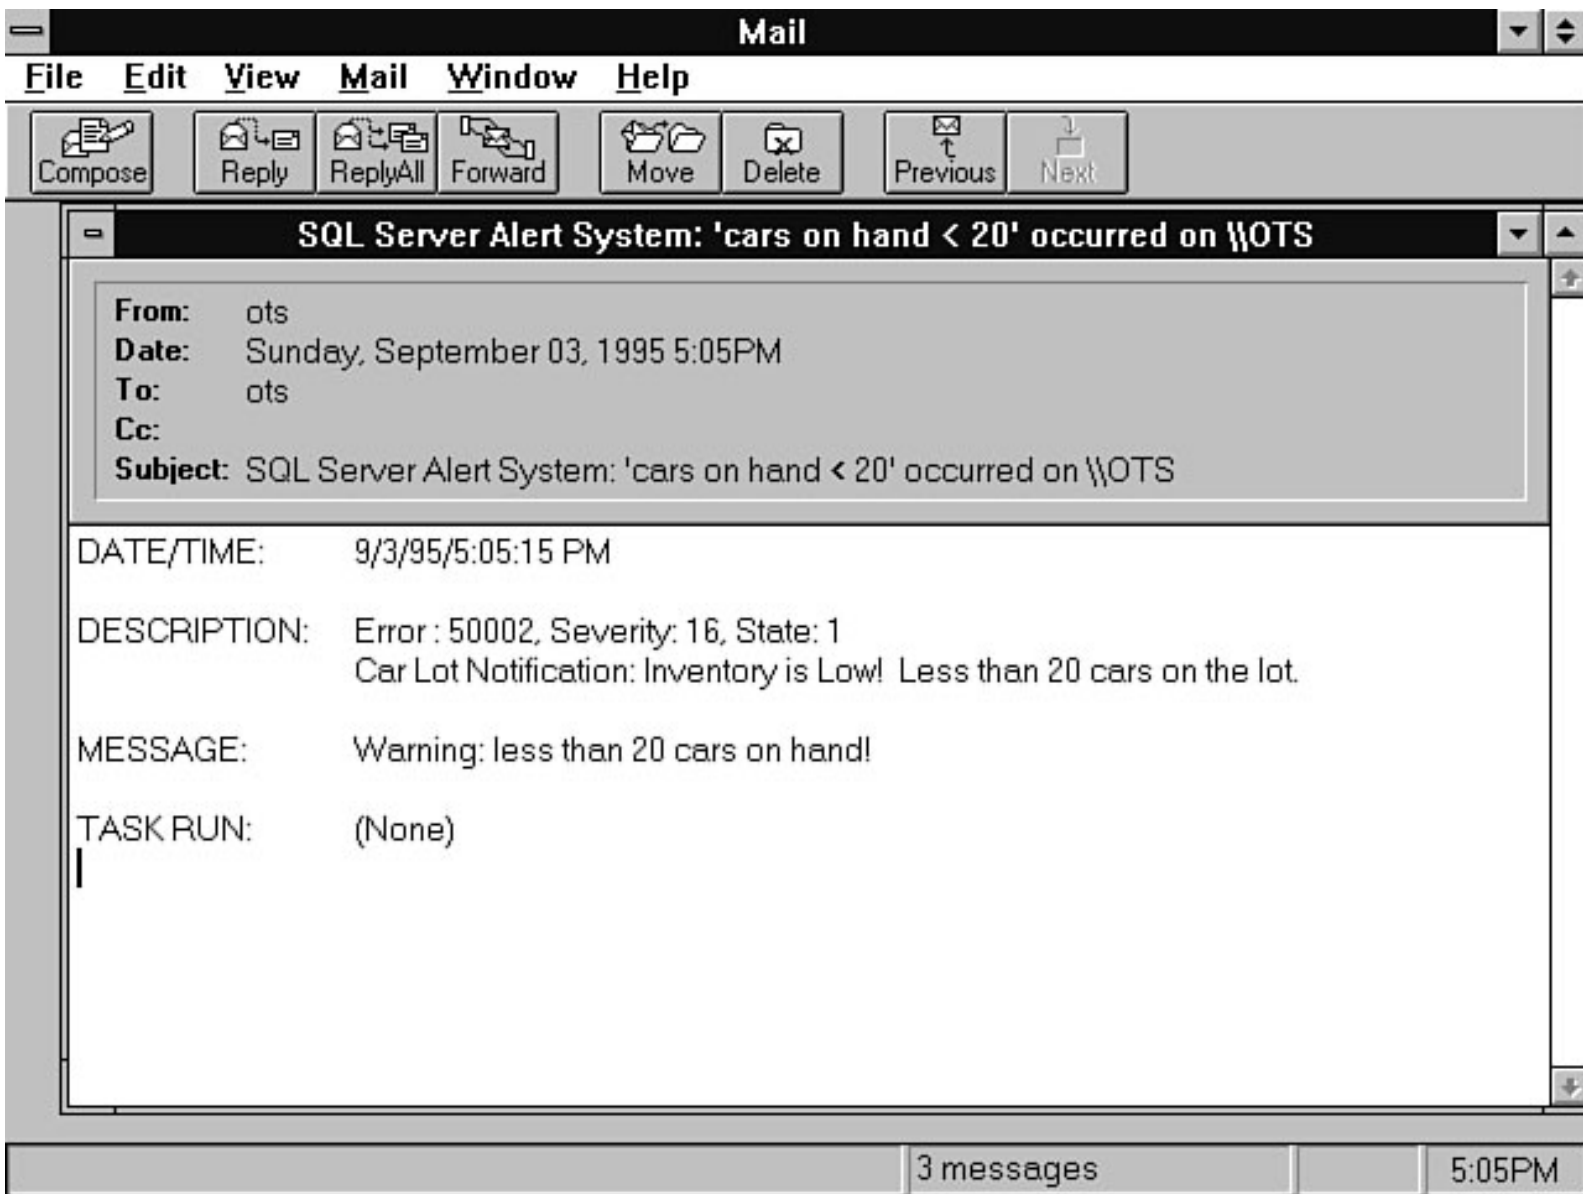 Mail
File Edit View Mail Window Help
Compose Reply ReplyAll Forward Move Delete Previous Next
SQL Server Alert System: 'cars on hand < 20' occurred on \\OTS
From: ots
Date: Sunday, September 03, 1995 5:05PM
To: ots
Cc:
Subject: SQL Server Alert System: 'cars on hand < 20' occurred on \\OTS
DATE/TIME: 9/3/95/5:05:15 PM
DESCRIPTION: Error : 50002, Severity: 16, State: 1
Car Lot Notification: Inventory is Low!  Less than 20 cars on the lot.
MESSAGE: Warning: less than 20 cars on hand!
TASK RUN: (None)
3 messages 5:05PM